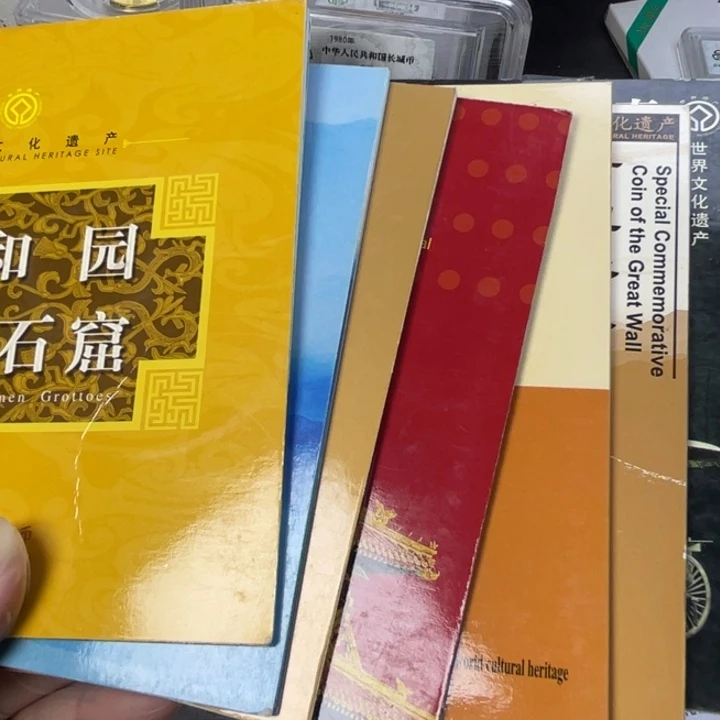 文化遗产
URAL HERITAGE SITE
和园
石窟
men Grottoes
1980年
中华人民共和国长城币
al
World cultural heritage
化遗产
RAL HERITAGE
Special Commemorative
Coin of the Great Wall
世界文化遗产